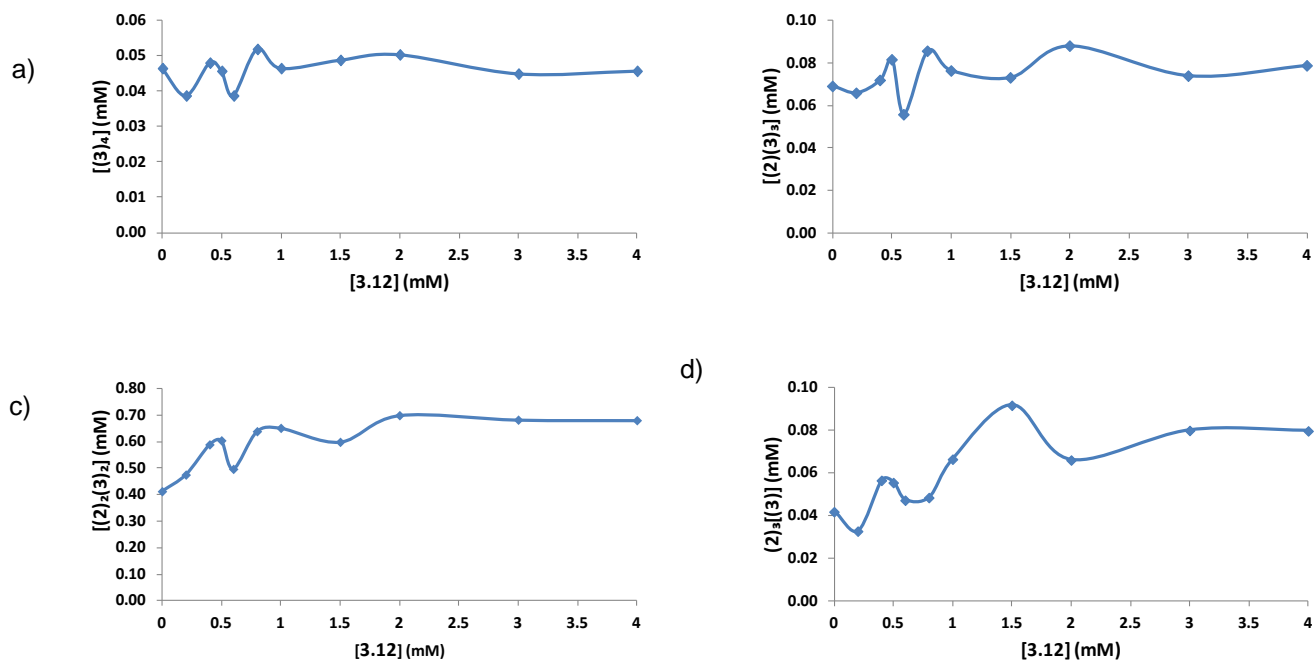 a)
0.06
0.05
0.04
0.03
0.02
0.01
0.00
[(3)₄] (mM)
0 0.5 1 1.5 2 2.5 3 3.5 4
[3.12] (mM)
0.10
0.08
0.06
0.04
0.02
0.00
[(2)(3)₃] (mM)
0 0.5 1 1.5 2 2.5 3 3.5 4
[3.12] (mM)
c)
0.80
0.70
0.60
0.50
0.40
0.30
0.20
0.10
0.00
[(2)₂(3)₂] (mM)
0 0.5 1 1.5 2 2.5 3 3.5 4
[3.12] (mM)
d)
0.10
0.08
0.06
0.04
0.02
0.00
(2)₃[(3)] (mM)
0 0.5 1 1.5 2 2.5 3 3.5 4
[3.12] (mM)